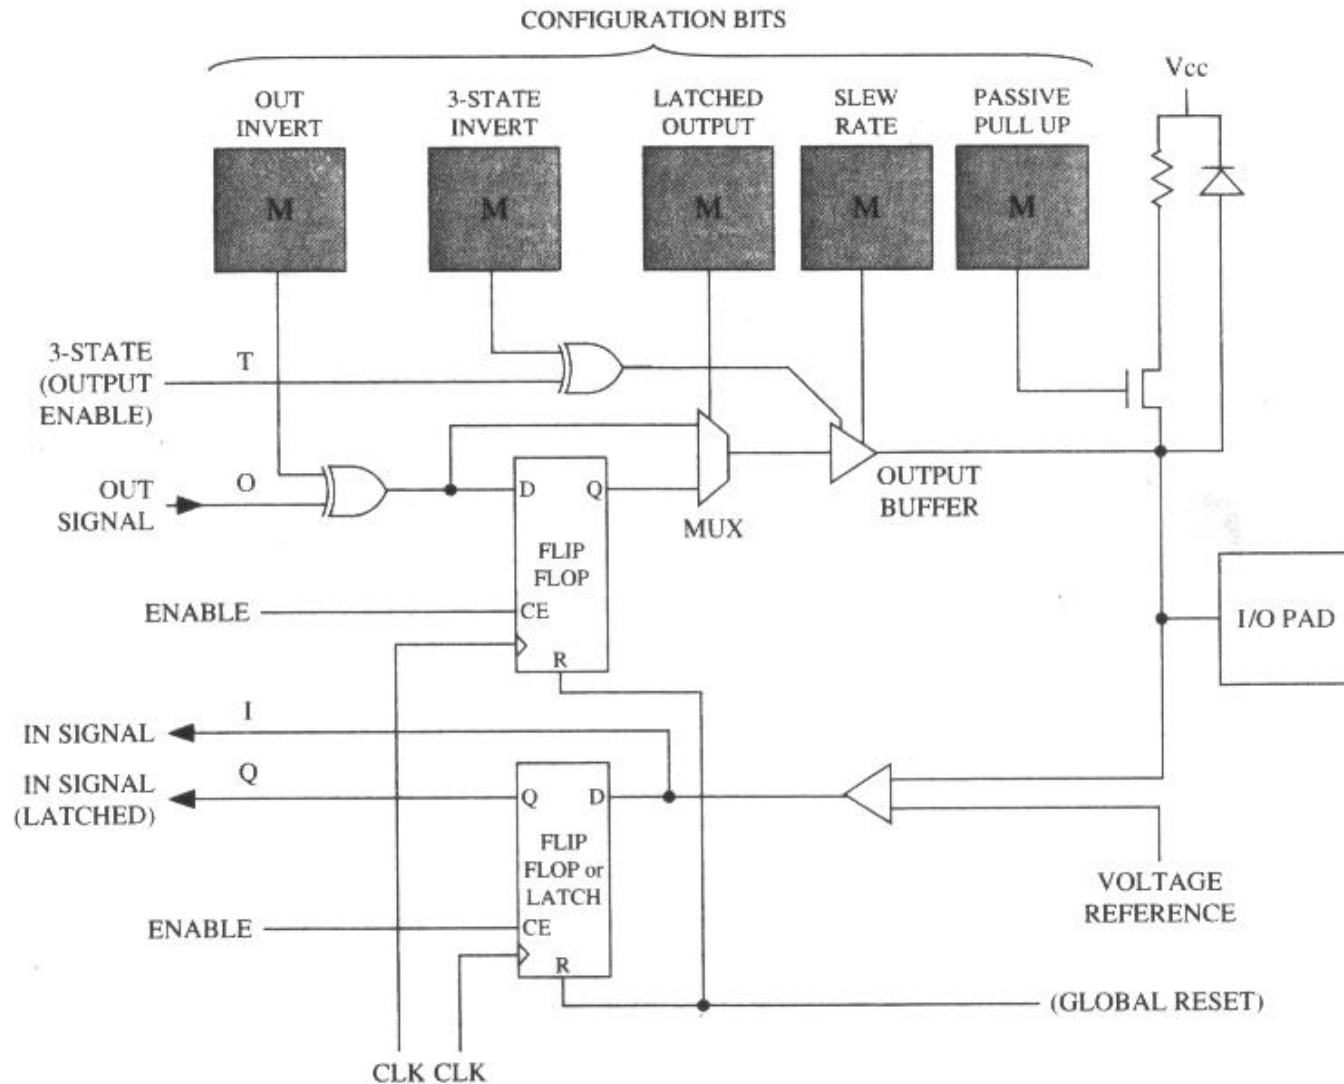 CONFIGURATION BITS
OUT
INVERT
3-STATE
INVERT
LATCHED
OUTPUT
SLEW
RATE
PASSIVE
PULL UP
Vcc
M
M
M
M
M
3-STATE
(OUTPUT
ENABLE)
T
OUT
SIGNAL
O
D
Q
FLIP
FLOP
CE
R
MUX
OUTPUT
BUFFER
ENABLE
I/O PAD
IN SIGNAL
I
IN SIGNAL
(LATCHED)
Q
Q
D
FLIP
FLOP or
LATCH
CE
R
ENABLE
VOLTAGE
REFERENCE
(GLOBAL RESET)
CLK CLK